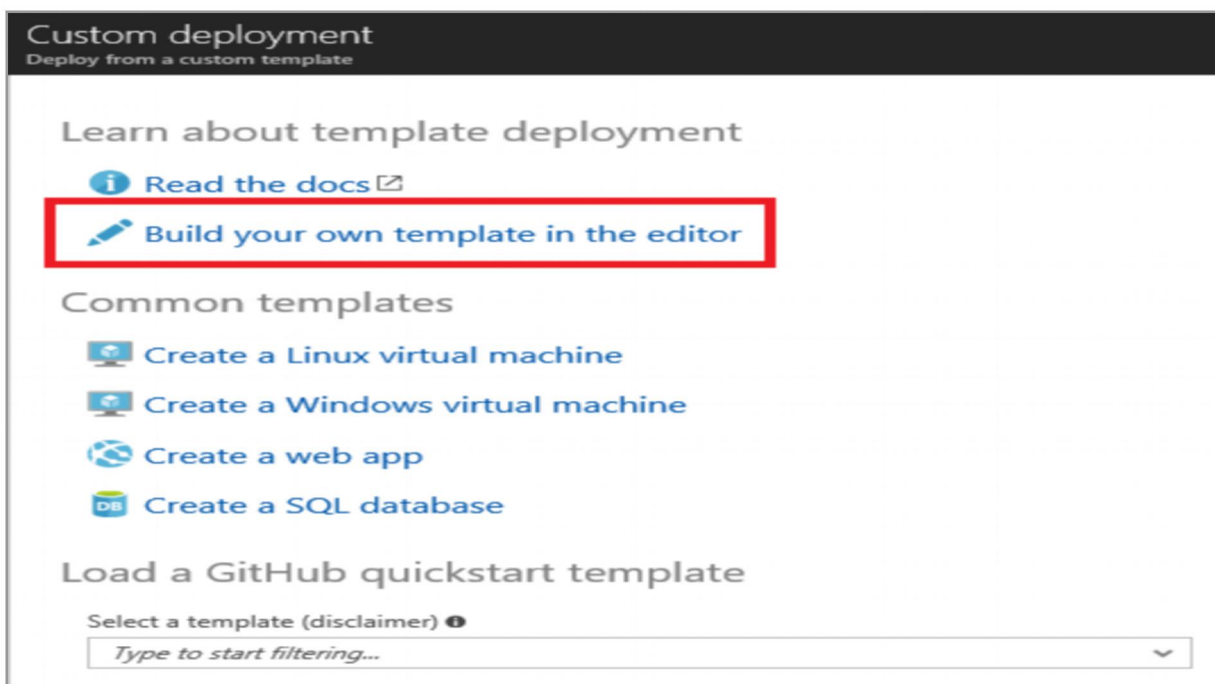 Custom deployment
Deploy from a custom template
Learn about template deployment
Read the docs
Build your own template in the editor
Common templates
Create a Linux virtual machine
Create a Windows virtual machine
Create a web app
DB Create a SQL database
Load a GitHub quickstart template
Select a template (disclaimer)
Type to start filtering...